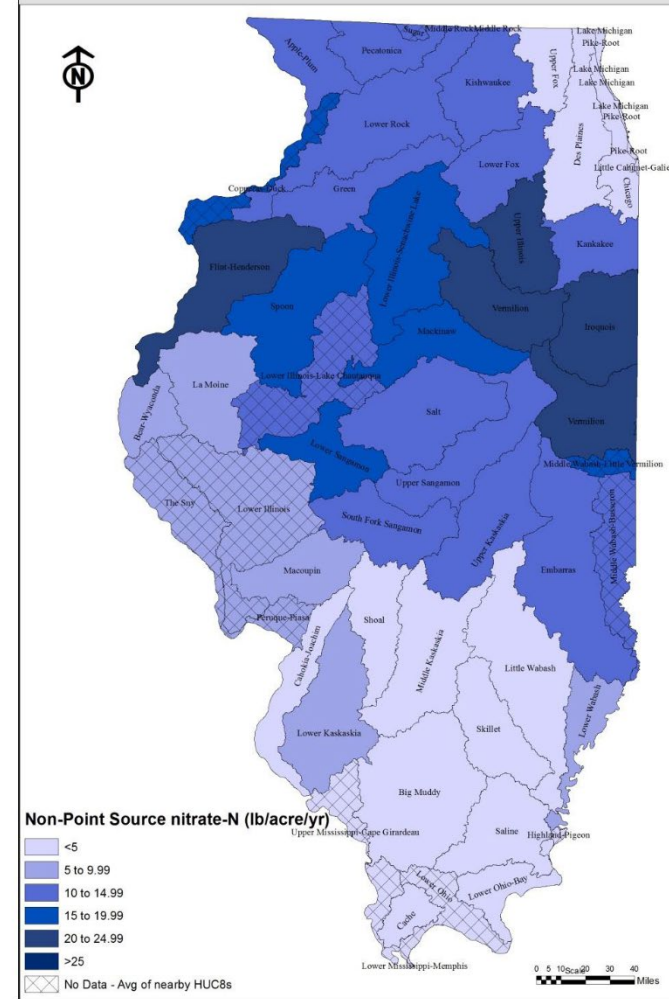 N
Apple-Plum
Pecatonica
Sugar
Middle Rock
Middle Rock
Kishwaukee
Upper Fox
Lake Michigan
Pike-Root
Lake Michigan
Lake Michigan
Lake Michigan
Pike-Root
Pike-Root
Des Plaines
Little Calumet-Galien
Chicago
Lower Rock
Lower Fox
Copperas-Duck
Green
Lower Illinois-Senachwine Lake
Upper Illinois
Kankakee
Flint-Henderson
Spoon
Vermilion
Iroquois
Mackinaw
Lower Illinois-Lake Chautauqua
La Moine
Bear-Wyaconda
Salt
Vermilion
Lower Sangamon
Middle Wabash-Little Vermilion
Upper Sangamon
The Sny
Lower Illinois
South Fork Sangamon
Upper Kaskaskia
Embarras
Middle Wabash-Busseron
Macoupin
Peruque-Piasa
Cahokia-Joachim
Shoal
Middle Kaskaskia
Little Wabash
Lower Wabash
Lower Kaskaskia
Skillet
Big Muddy
Upper Mississippi-Cape Girardeau
Saline
Highland-Pigeon
Lower Ohio
Lower Ohio-Bay
Cache
Lower Mississippi-Memphis
Non-Point Source nitrate-N (lb/acre/yr)
<5
5 to 9.99
10 to 14.99
15 to 19.99
20 to 24.99
>25
No Data - Avg of nearby HUC8s
Scale
0 5 10 20 30 40
Miles